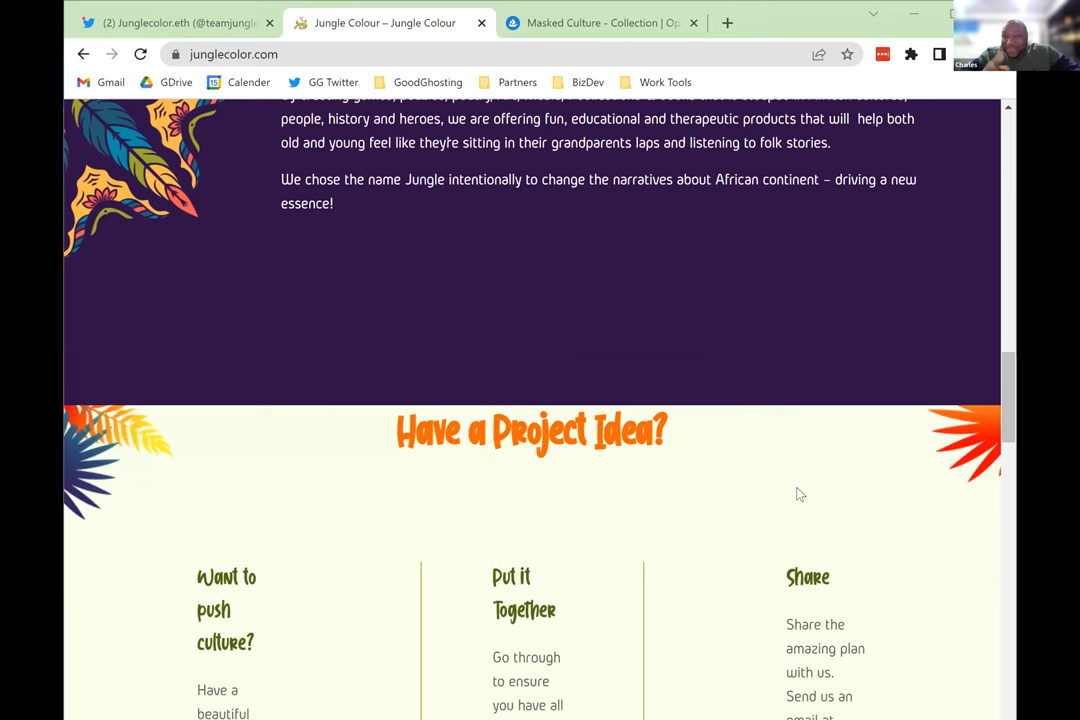 (2) Junglecolor.eth (@teamjungle
Jungle Colour – Jungle Colour
Masked Culture - Collection | Op
junglecolor.com
Charles
Gmail
GDrive
15 Calender
GG Twitter
GoodGhosting
Partners
BizDev
Work Tools
people, history and heroes, we are offering fun, educational and therapeutic products that will help both
old and young feel like they're sitting in their grandparents laps and listening to folk stories.
We chose the name Jungle intentionally to change the narratives about African continent – driving a new
essence!
Have a Project Idea?
Want to
push
culture?
Have a
beautiful
Put it
Together
Go through
to ensure
you have all
Share
Share the
amazing plan
with us.
Send us an
email at